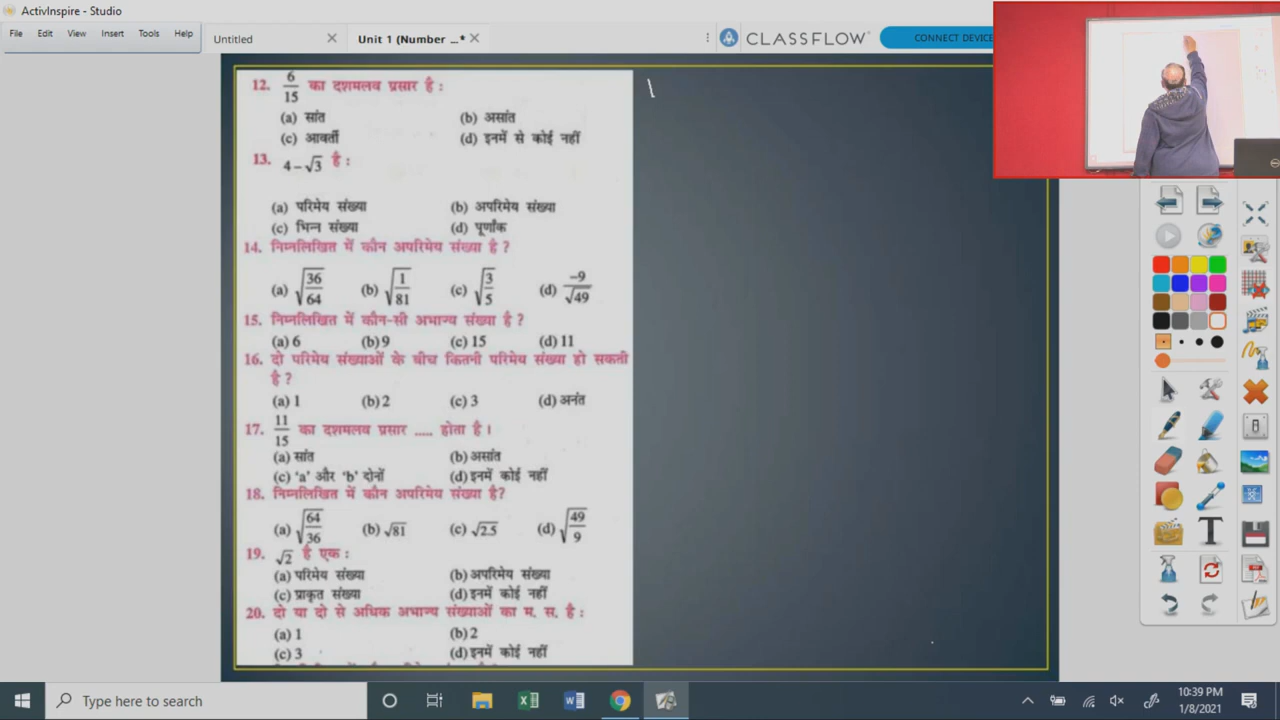 ActivInspire - Studio
File Edit View Insert Tools Help
Untitled
Unit 1 (Number ...*
CLASSFLOW
CONNECT DEVICE
12. 6/15 का दशमलव प्रसार है :
(a) सांत (b) असांत
(c) आवर्ती (d) इनमें से कोई नहीं
13. 4-√3 है :
(a) परिमेय संख्या (b) अपरिमेय संख्या
(c) भिन्न संख्या (d) पूर्णांक
14. निम्नलिखित में कौन अपरिमेय संख्या है ?
(a) √(36/64) (b) √(1/81) (c) √(3/5) (d) -9/√49
15. निम्नलिखित में कौन-सी अभाज्य संख्या है ?
(a) 6 (b) 9 (c) 15 (d) 11
16. दो परिमेय संख्याओं के बीच कितनी परिमेय संख्या हो सकती
है ?
(a) 1 (b) 2 (c) 3 (d) अनंत
17. 11/15 का दशमलव प्रसार ..... होता है ।
(a) सांत (b) असांत
(c) 'a' और 'b' दोनों (d) इनमें कोई नहीं
18. निम्नलिखित में कौन अपरिमेय संख्या है?
(a) √(64/36) (b) √81 (c) √2.5 (d) √(49/9)
19. √2 है एक :
(a) परिमेय संख्या (b) अपरिमेय संख्या
(c) प्राकृत संख्या (d) इनमें कोई नहीं
20. दो या दो से अधिक अभाज्य संख्याओं का म. स. है :
(a) 1 (b) 2
(c) 3 (d) इनमें कोई नहीं
Type here to search
10:39 PM
1/8/2021